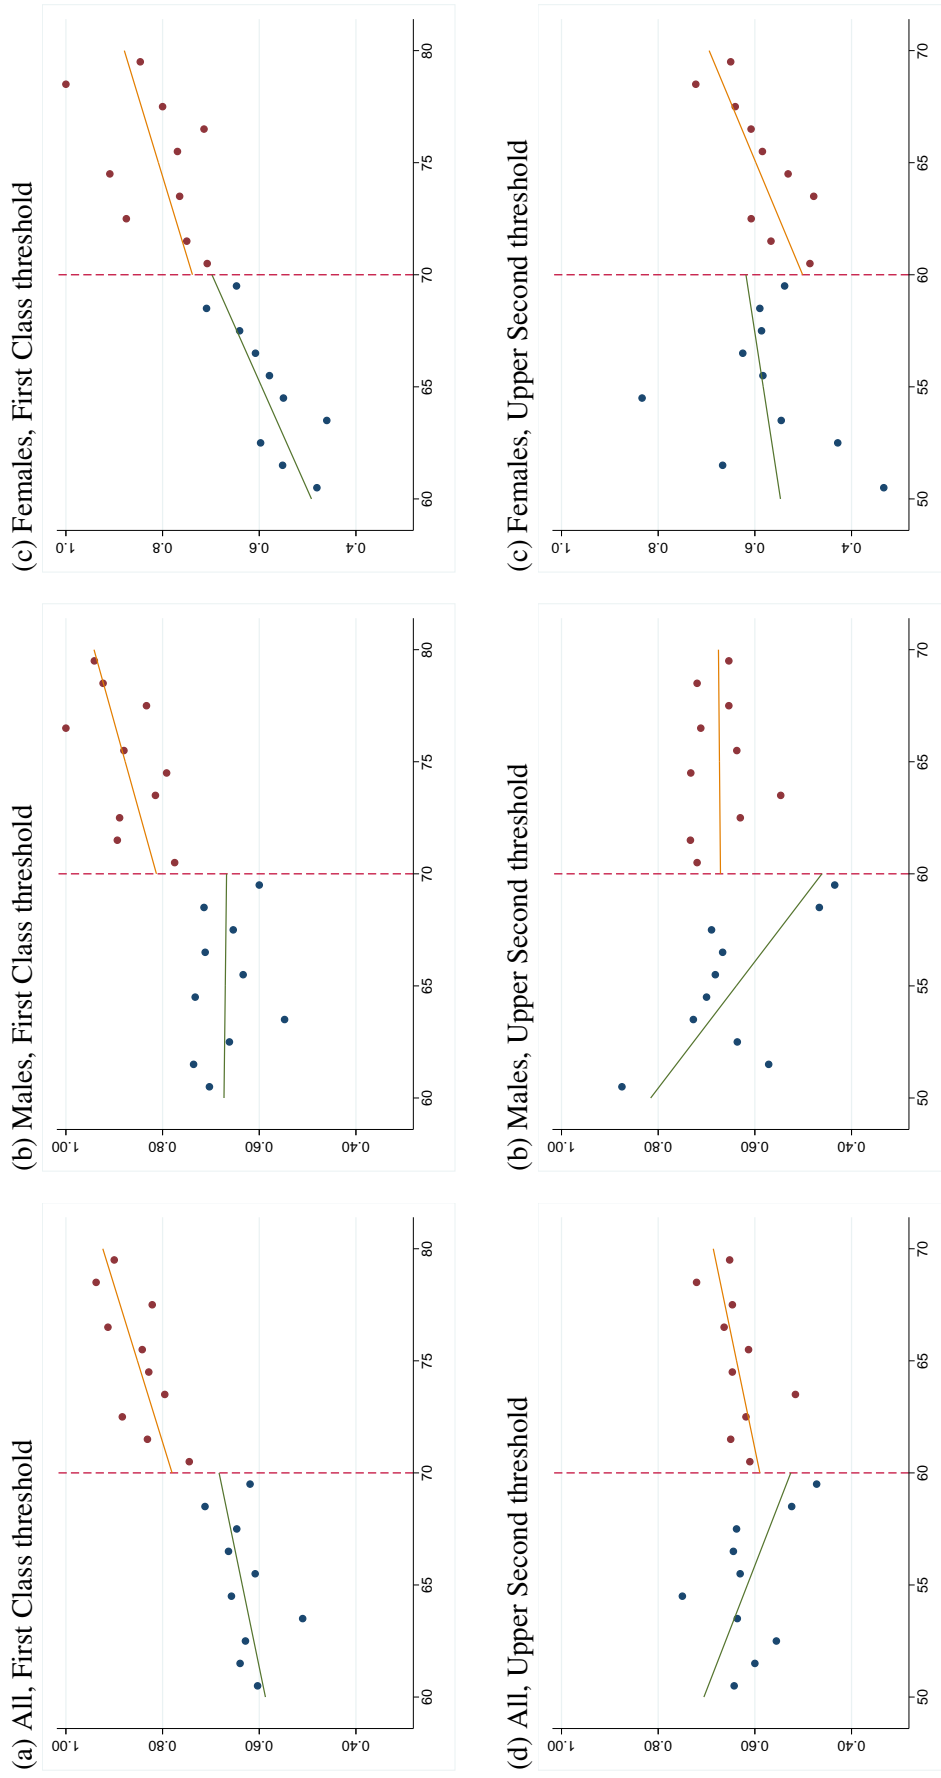 (a) All, First Class threshold
1.00
0.80
0.60
0.40
60 65 70 75 80
(b) Males, First Class threshold
1.00
0.80
0.60
0.40
60 65 70 75 80
(c) Females, First Class threshold
1.0
0.8
0.6
0.4
60 65 70 75 80
(d) All, Upper Second threshold
1.00
0.80
0.60
0.40
50 55 60 65 70
(b) Males, Upper Second threshold
1.00
0.80
0.60
0.40
50 55 60 65 70
(c) Females, Upper Second threshold
1.0
0.8
0.6
0.4
50 55 60 65 70